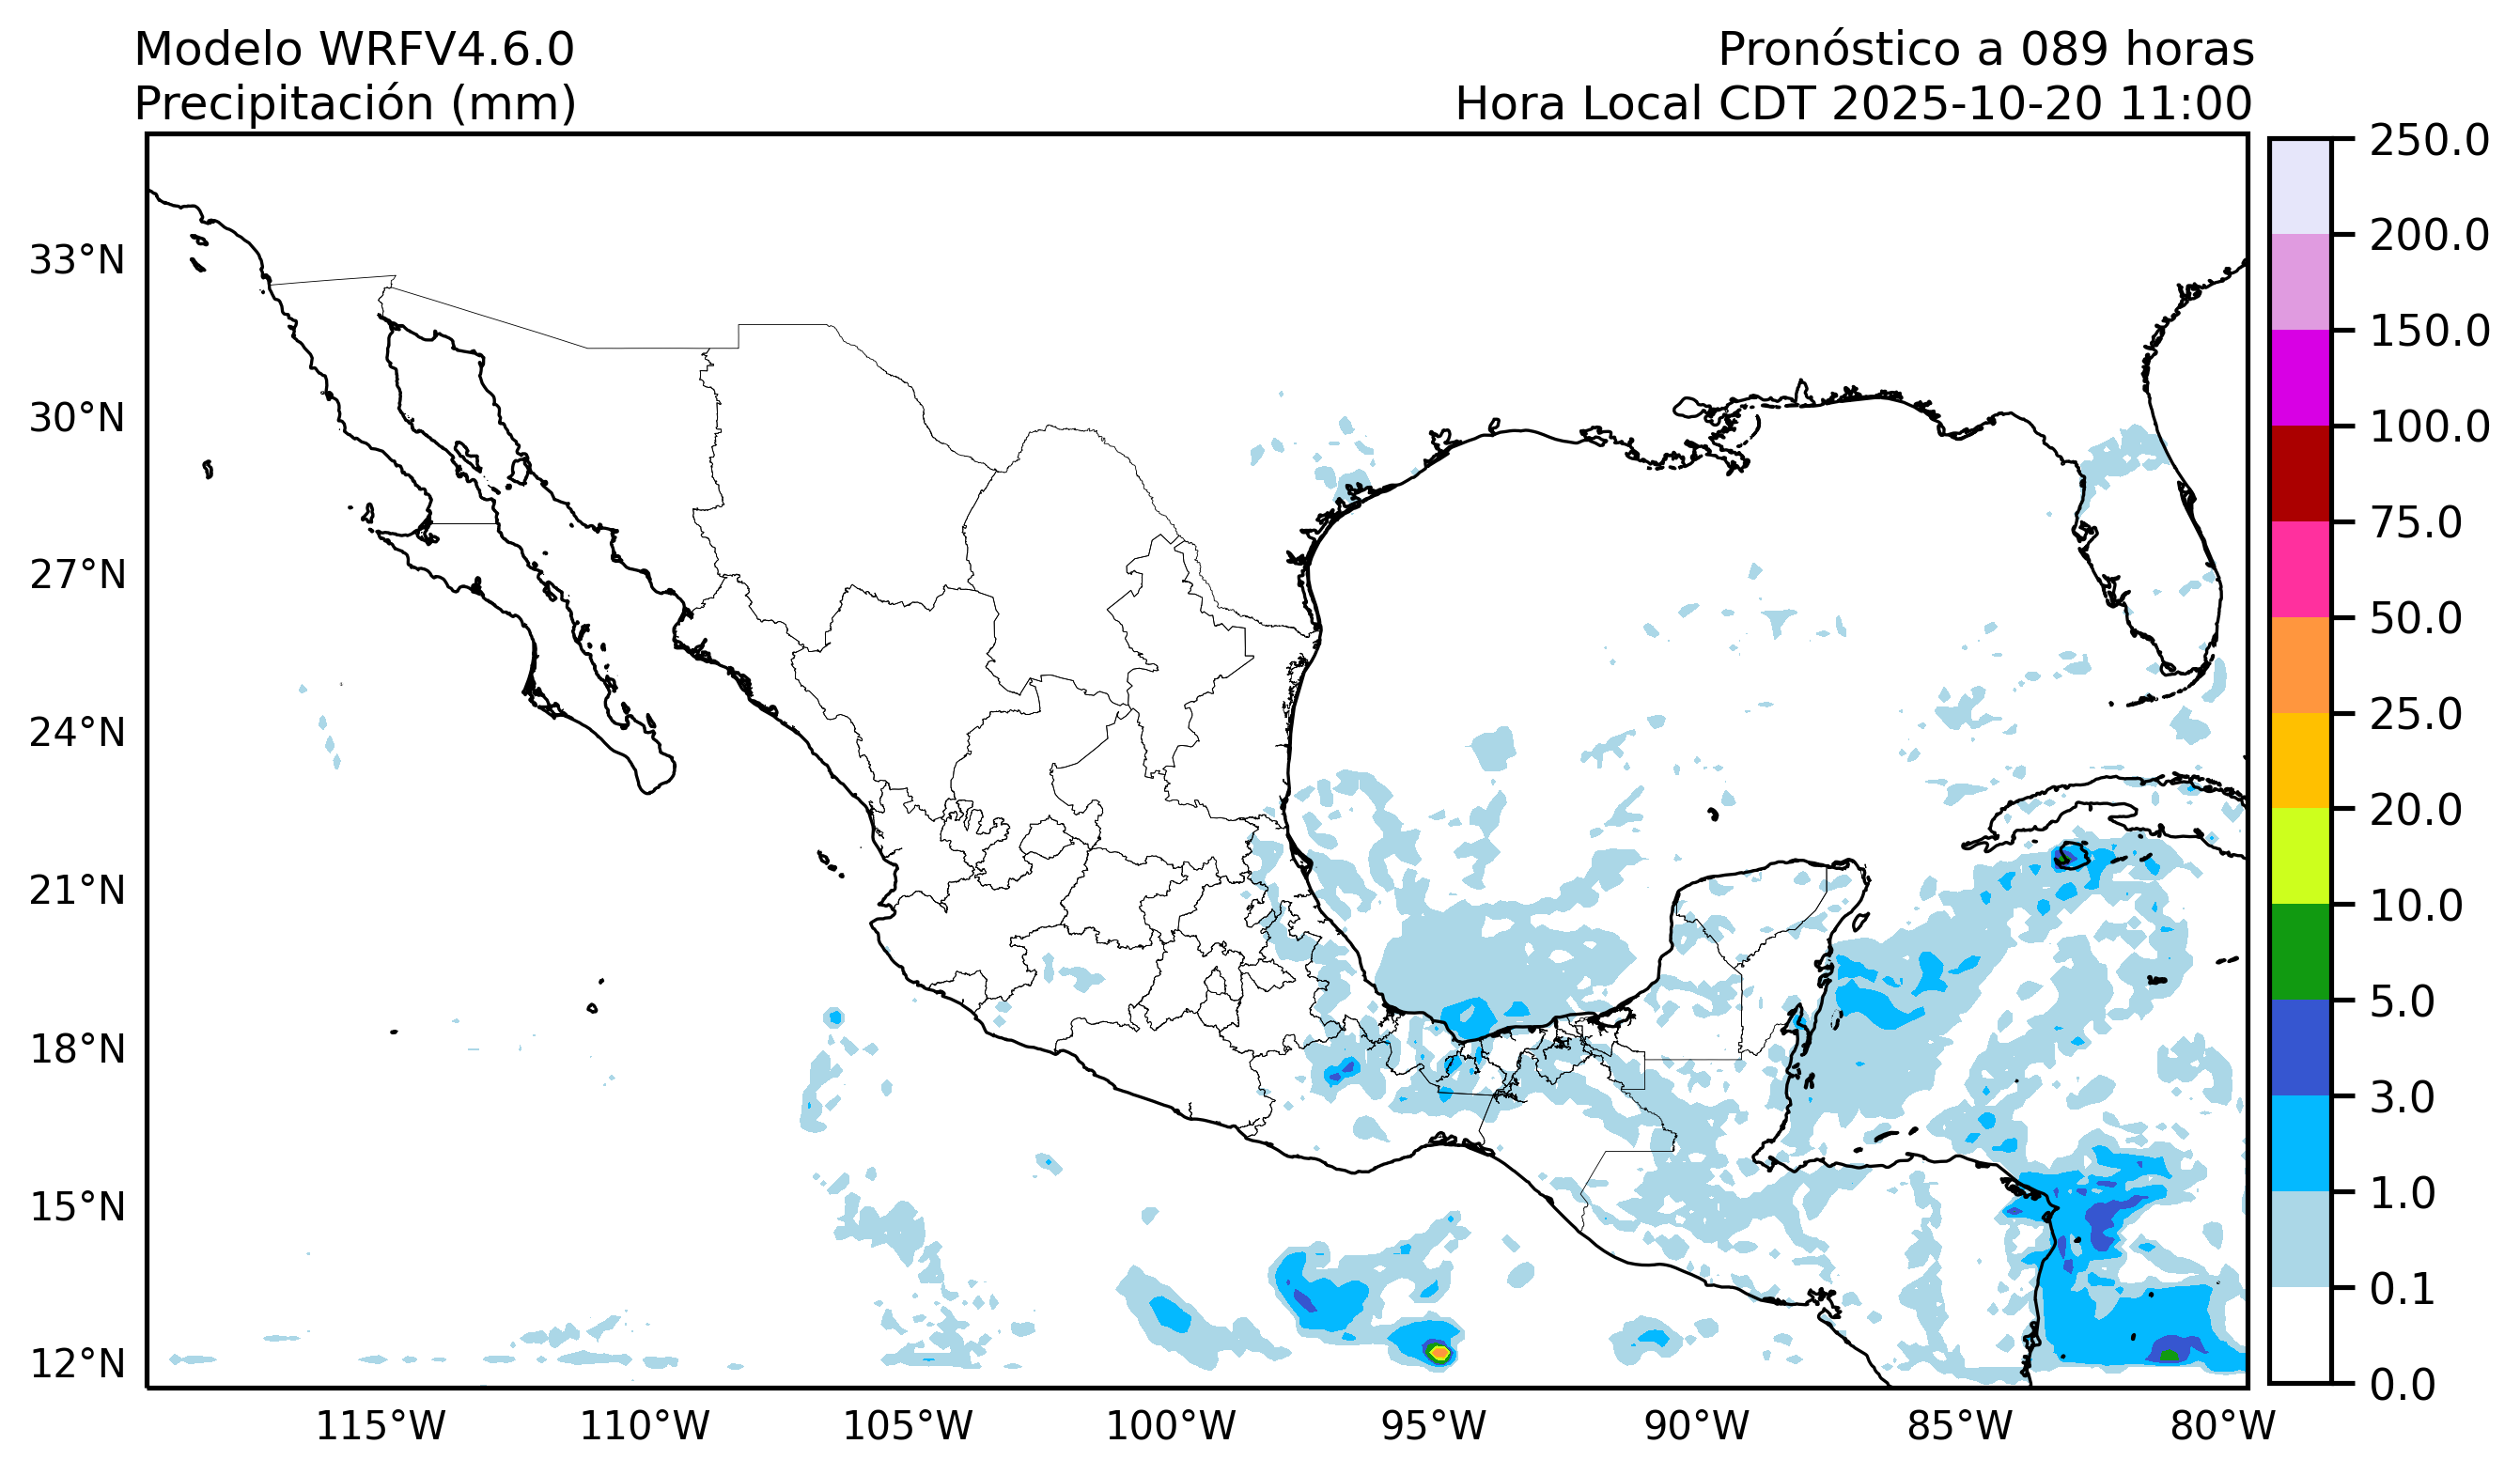 Modelo WRFV4.6.0
Precipitación (mm)
Pronóstico a 089 horas
Hora Local CDT 2025-10-20 11:00
33°N
30°N
27°N
24°N
21°N
18°N
15°N
12°N
115°W
110°W
105°W
100°W
95°W
90°W
85°W
80°W
250.0
200.0
150.0
100.0
75.0
50.0
25.0
20.0
10.0
5.0
3.0
1.0
0.1
0.0